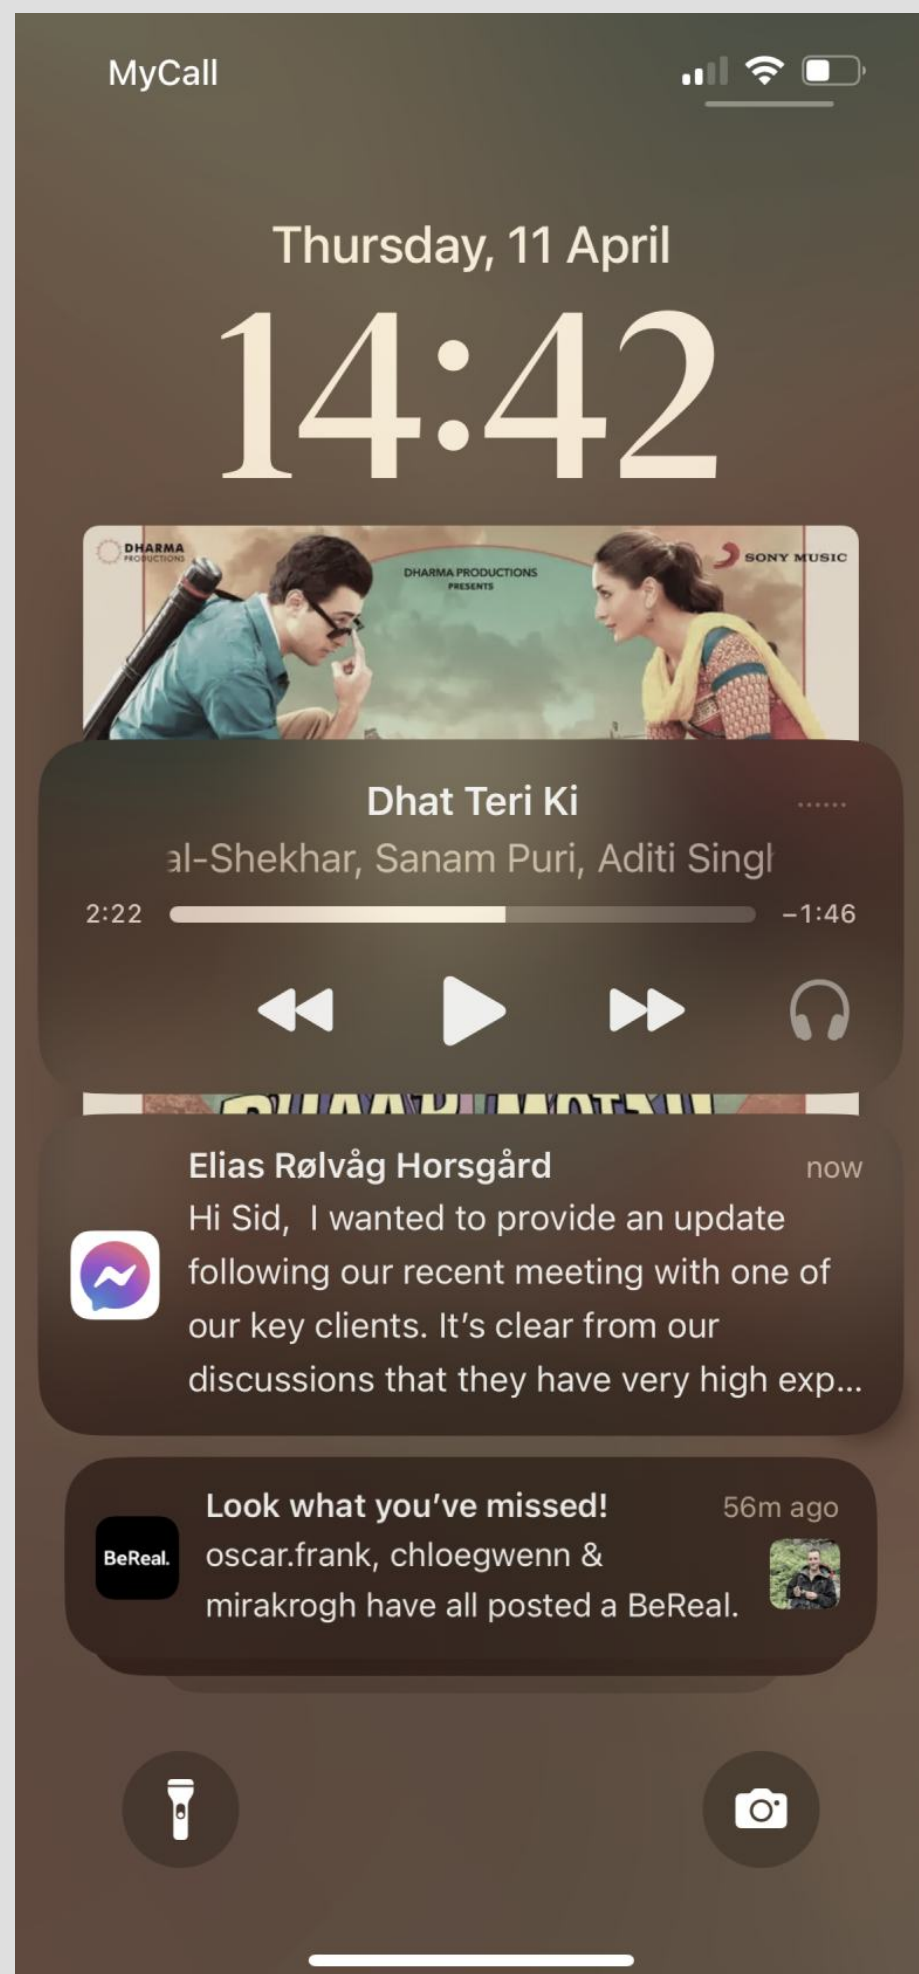 MyCall
Thursday, 11 April
14:42
DHARMA
PRODUCTIONS
DHARMA PRODUCTIONS
PRESENTS
SONY MUSIC
Dhat Teri Ki
al-Shekhar, Sanam Puri, Aditi Singh
2:22
−1:46
Elias Rølvåg Horsgård
now
Hi Sid,  I wanted to provide an update
following our recent meeting with one of
our key clients. It’s clear from our
discussions that they have very high exp...
Look what you’ve missed!
56m ago
BeReal.
oscar.frank, chloegwenn &
mirakrogh have all posted a BeReal.